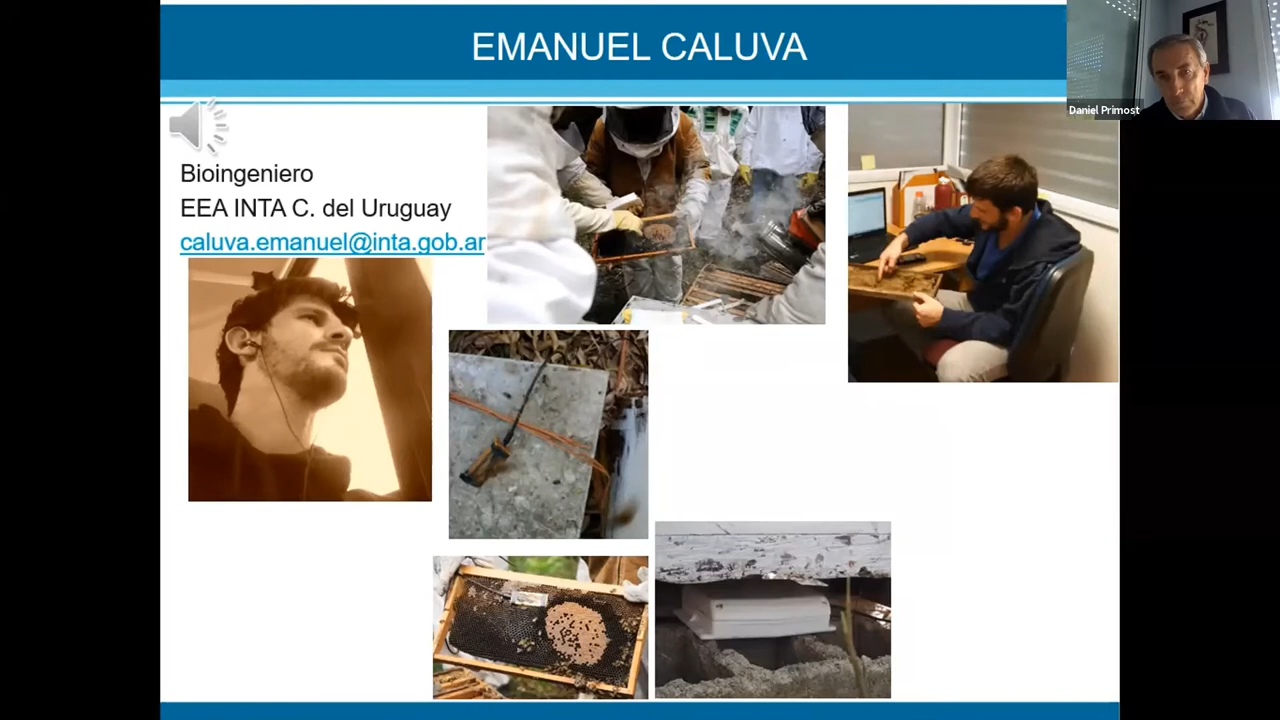 EMANUEL CALUVA
Daniel Primost
Bioingeniero
EEA INTA C. del Uruguay
caluva.emanuel@inta.gob.ar